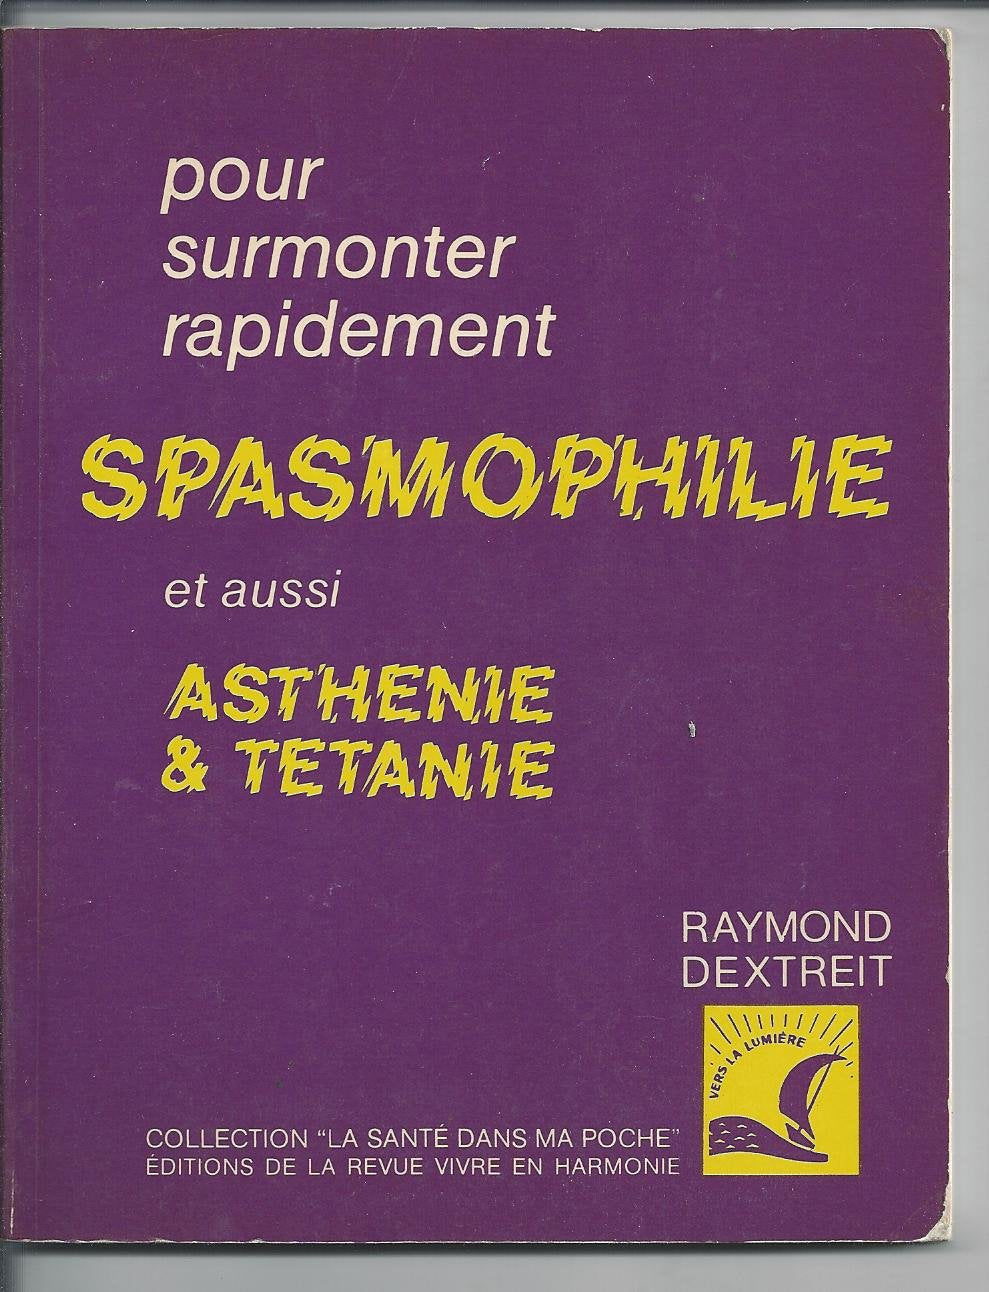 pour
surmonter
rapidement
SPASMOPHILIE
et aussi
ASTHENIE
& TETANIE
RAYMOND
DEXTREIT
VERS LA LUMIÈRE
COLLECTION "LA SANTÉ DANS MA POCHE"
ÉDITIONS DE LA REVUE VIVRE EN HARMONIE